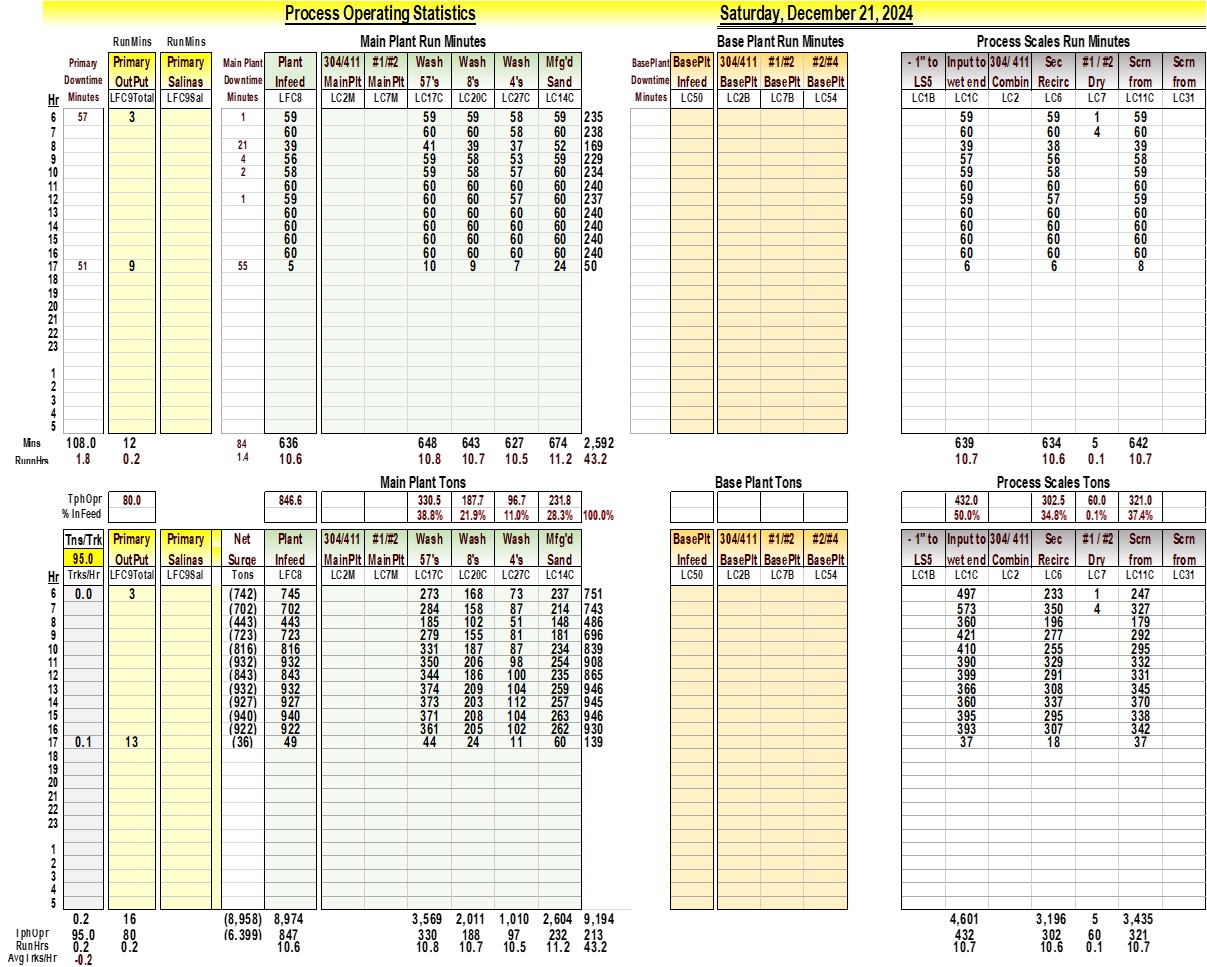 Process Operating Statistics Saturday, December 21, 2024
RunMins RunMins Main Plant Run Minutes Base Plant Run Minutes Process Scales Run Minutes
Primary Primary Primary Main Plant Plant 304/411 #1/#2 Wash Wash Wash Mfg'd BasePlant BasePlt 304/411 #1/#2 #2/#4 - 1" to Input to 304/ 411 Sec #1 / #2 Scrn Scrn
Downtime OutPut Salinas Downtime Infeed MainPlt MainPlt 57's 8's 4's Sand Downtime Infeed BasePlt BasePlt BasePlt LS5 wet end Combin Recirc Dry from from
Hr Minutes LFC9Total LFC9Sal Minutes LFC8 LC2M LC7M LC17C LC20C LC27C LC14C Minutes LC50 LC2B LC7B LC54 LC1B LC1C LC2 LC6 LC7 LC11C LC31
6 57 3 1 59 59 59 58 59 235 59 59 1 59
7 60 60 60 58 60 238 60 60 4 60
8 21 39 41 39 37 52 169 39 38 39
9 4 56 59 58 53 59 229 57 56 58
10 2 58 59 58 57 60 234 59 58 59
11 60 60 60 60 60 240 60 60 60
12 1 59 60 60 57 60 237 59 57 59
13 60 60 60 60 60 240 60 60 60
14 60 60 60 60 60 240 60 60 60
15 60 60 60 60 60 240 60 60 60
16 60 60 60 60 60 240 60 60 60
17 51 9 55 5 10 9 7 24 50 6 6 8
18
19
20
21
22
23
1
2
3
4
5
Mins 108.0 12 84 636 648 643 627 674 2,592 639 634 5 642
RunnHrs 1.8 0.2 1.4 10.6 10.8 10.7 10.5 11.2 43.2 10.7 10.6 0.1 10.7
Main Plant Tons Base Plant Tons Process Scales Tons
TphOpr 80.0 846.6 330.5 187.7 96.7 231.8 432.0 302.5 60.0 321.0
% InFeed 38.8% 21.9% 11.0% 28.3% 100.0% 50.0% 34.8% 0.1% 37.4%
Tns/Trk Primary Primary Net Plant 304/411 #1/#2 Wash Wash Wash Mfg'd BasePlt 304/411 #1/#2 #2/#4 - 1" to Input to 304/ 411 Sec #1 / #2 Scrn Scrn
95.0 OutPut Salinas Surge Infeed MainPlt MainPlt 57's 8's 4's Sand Infeed BasePlt BasePlt BasePlt LS5 wet end Combin Recirc Dry from from
Hr Trks/Hr LFC9Total LFC9Sal Tons LFC8 LC2M LC7M LC17C LC20C LC27C LC14C LC50 LC2B LC7B LC54 LC1B LC1C LC2 LC6 LC7 LC11C LC31
6 0.0 3 (742) 745 273 168 73 237 751 497 233 1 247
7 (702) 702 284 158 87 214 743 573 350 4 327
8 (443) 443 185 102 51 148 486 360 196 179
9 (723) 723 279 155 81 181 696 421 277 292
10 (816) 816 331 187 87 234 839 410 255 295
11 (932) 932 350 206 98 254 908 390 329 332
12 (843) 843 344 186 100 235 865 399 291 331
13 (932) 932 374 209 104 259 946 366 308 345
14 (927) 927 373 203 112 257 945 360 337 370
15 (940) 940 371 208 104 263 946 395 295 338
16 (922) 922 361 205 102 262 930 393 307 342
17 0.1 13 (36) 49 44 24 11 60 139 37 18 37
18
19
20
21
22
23
1
2
3
4
5
0.2 16 (8,958) 8,974 3,569 2,011 1,010 2,604 9,194 4,601 3,196 5 3,435
TphOpr 95.0 80 (6,399) 847 330 188 97 232 213 432 302 60 321
RunHrs 0.2 0.2 10.6 10.8 10.7 10.5 11.2 43.2 10.7 10.6 0.1 10.7
AvgTrks/Hr -0.2